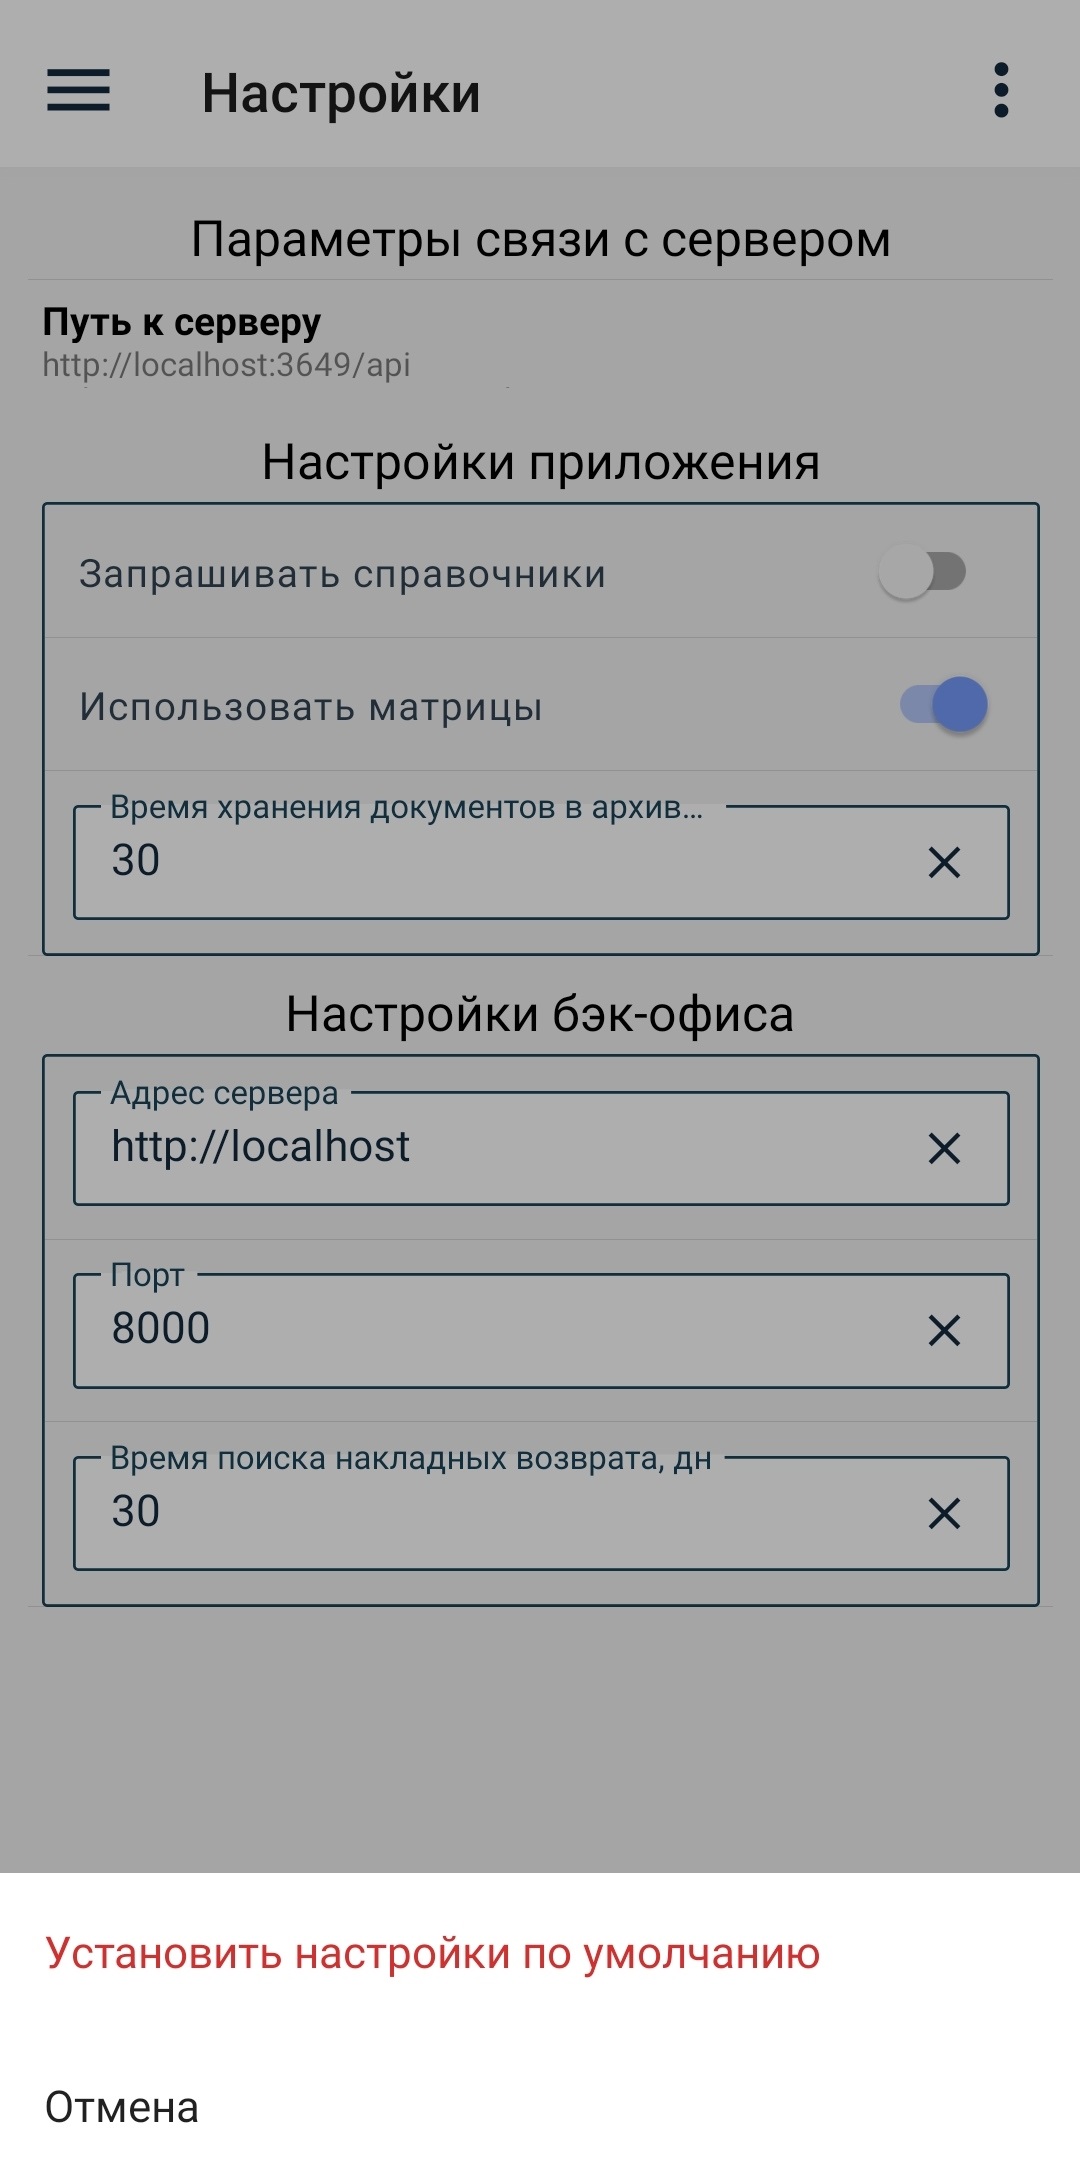 Настройки
Параметры связи с сервером
Путь к серверу
http://localhost:3649/api
Настройки приложения
Запрашивать справочники
Использовать матрицы
Время хранения документов в архив...
30
Настройки бэк-офиса
Адрес сервера
http://localhost
Порт
8000
Время поиска накладных возврата, дн
30
Установить настройки по умолчанию
Отмена